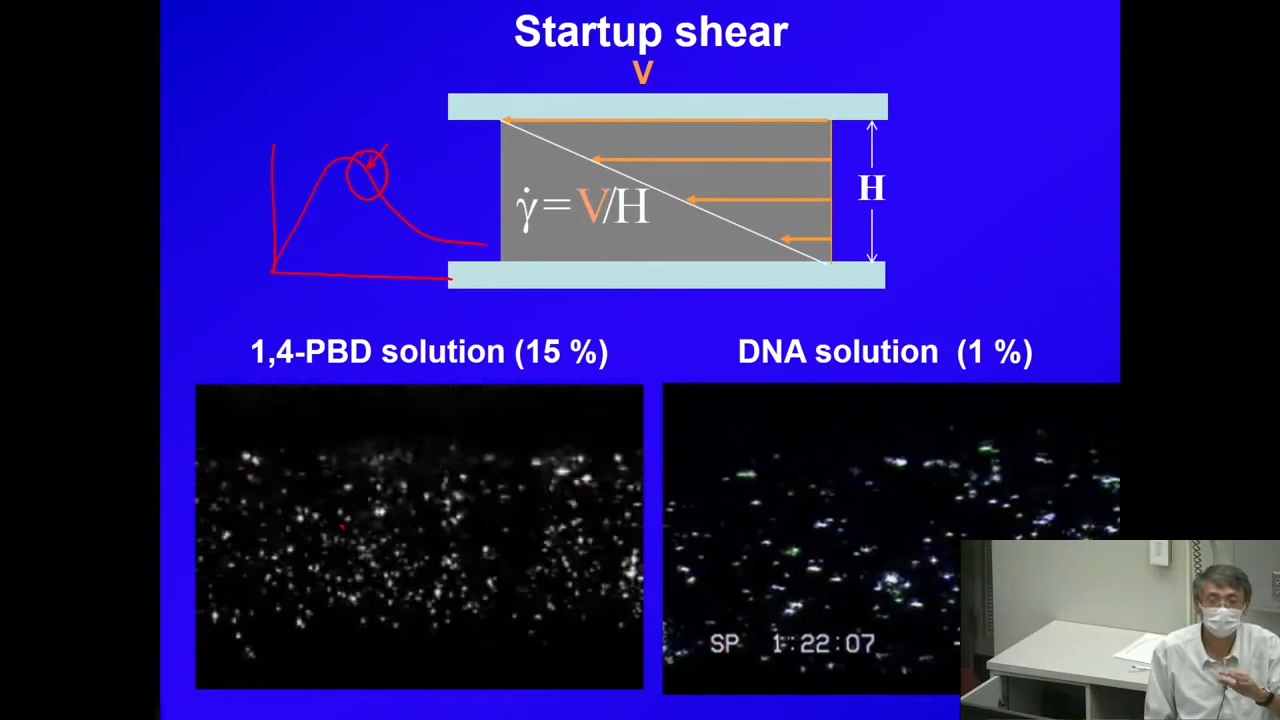 Startup shear
V
H
γ̇ = V/H
1,4-PBD solution (15 %)
DNA solution (1 %)
SP 1:22:07